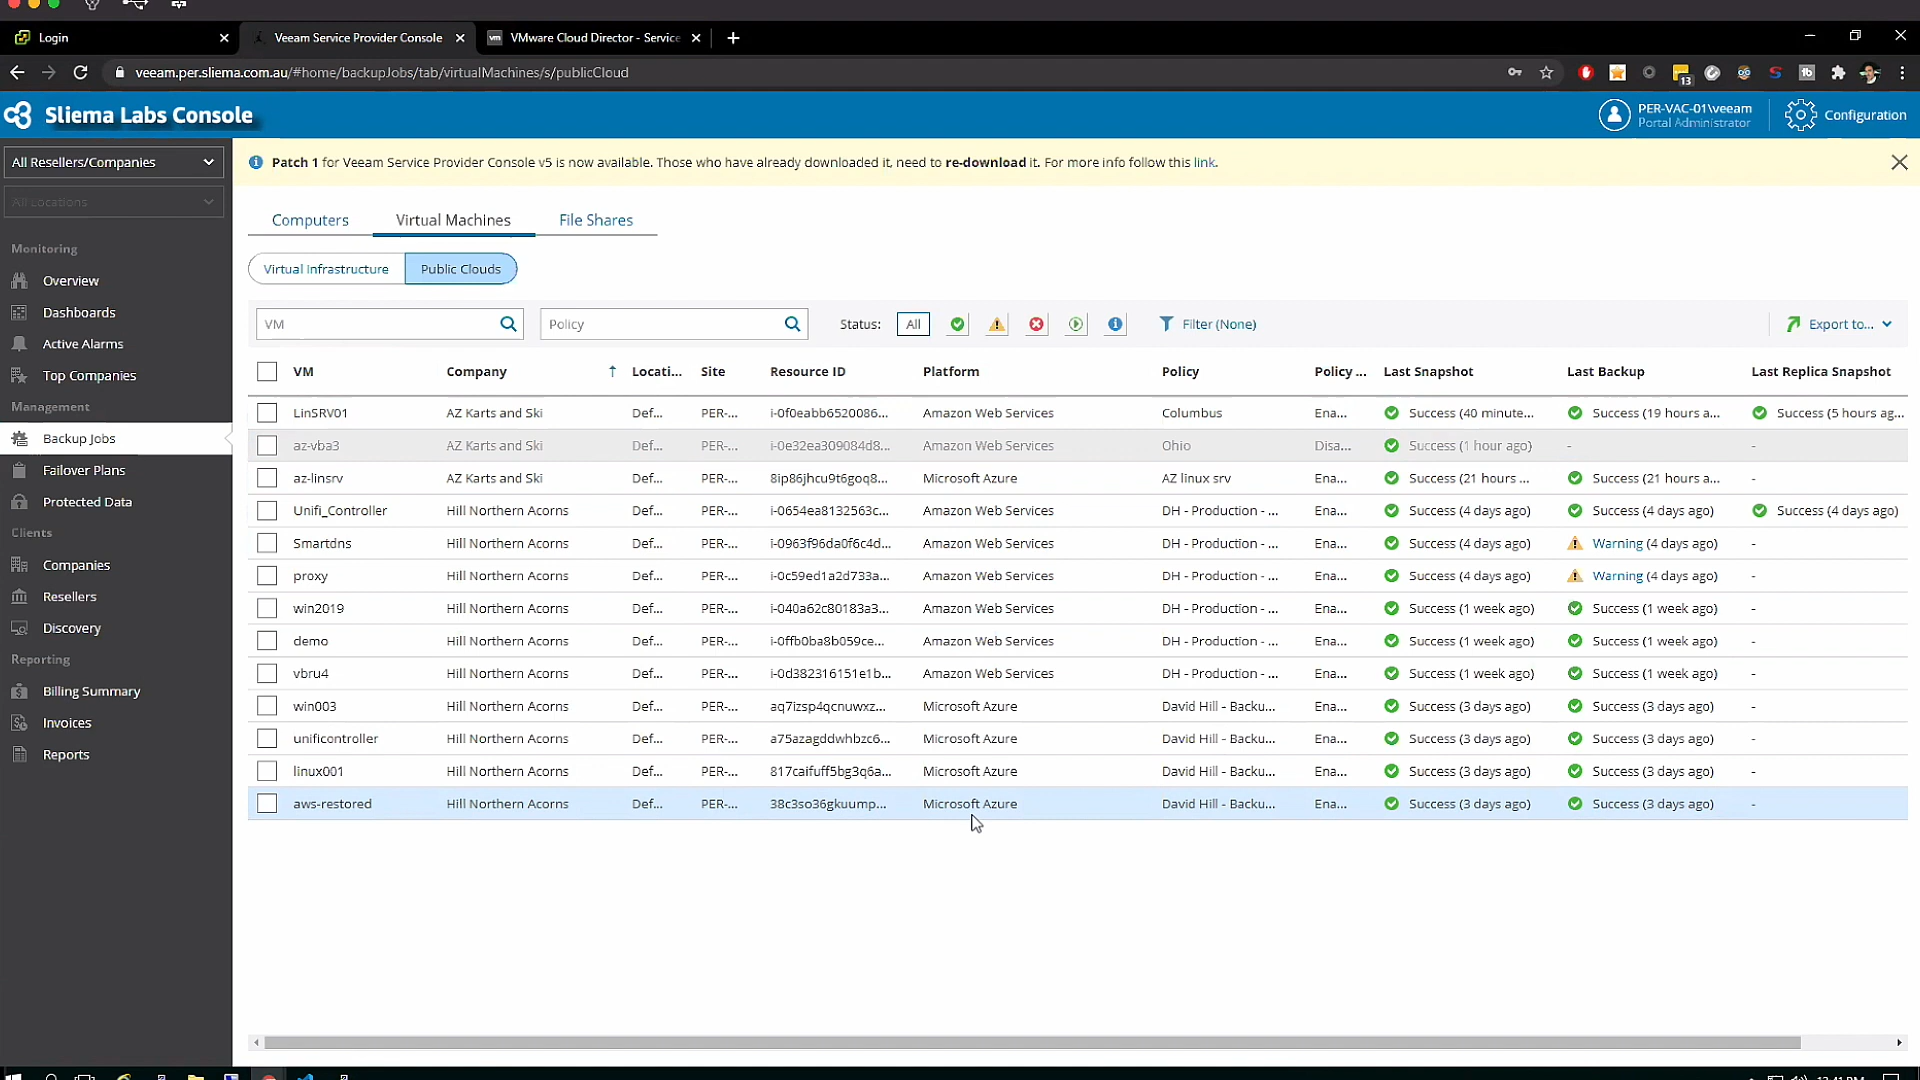 Login
Veeam Service Provider Console
VMware Cloud Director - Service
veeam.per.sliema.com.au/#home/backupJobs/tab/virtualMachines/s/publicCloud
13
Sliema Labs Console
PER-VAC-01\veeam
Portal Administrator
Configuration
All Resellers/Companies
All Locations
Patch 1 for Veeam Service Provider Console v5 is now available. Those who have already downloaded it, need to re-download it. For more info follow this link.
Monitoring
Overview
Dashboards
Active Alarms
Top Companies
Management
Backup Jobs
Failover Plans
Protected Data
Clients
Companies
Resellers
Discovery
Reporting
Billing Summary
Invoices
Reports
Computers Virtual Machines File Shares
Virtual Infrastructure Public Clouds
VM Policy Status: All Filter (None) Export to...
VM Company Locati... Site Resource ID Platform Policy Policy ... Last Snapshot Last Backup Last Replica Snapshot
LinSRV01 AZ Karts and Ski Def... PER-... i-0f0eabb6520086... Amazon Web Services Columbus Ena... Success (40 minute... Success (19 hours a... Success (5 hours ag...
az-vba3 AZ Karts and Ski Def... PER-... i-0e32ea309084d8... Amazon Web Services Ohio Disa... Success (1 hour ago) - -
az-linsrv AZ Karts and Ski Def... PER-... 8ip86jhcu9t6goq8... Microsoft Azure AZ linux srv Ena... Success (21 hours ... Success (21 hours a... -
Unifi_Controller Hill Northern Acorns Def... PER-... i-0654ea8132563c... Amazon Web Services DH - Production - ... Ena... Success (4 days ago) Success (4 days ago) Success (4 days ago)
Smartdns Hill Northern Acorns Def... PER-... i-0963f96da0f6c4d... Amazon Web Services DH - Production - ... Ena... Success (4 days ago) Warning (4 days ago) -
proxy Hill Northern Acorns Def... PER-... i-0c59ed1a2d733a... Amazon Web Services DH - Production - ... Ena... Success (4 days ago) Warning (4 days ago) -
win2019 Hill Northern Acorns Def... PER-... i-040a62c80183a3... Amazon Web Services DH - Production - ... Ena... Success (1 week ago) Success (1 week ago) -
demo Hill Northern Acorns Def... PER-... i-0ffb0ba8b059ce... Amazon Web Services DH - Production - ... Ena... Success (1 week ago) Success (1 week ago) -
vbru4 Hill Northern Acorns Def... PER-... i-0d382316151e1b... Amazon Web Services DH - Production - ... Ena... Success (1 week ago) Success (1 week ago) -
win003 Hill Northern Acorns Def... PER-... aq7izsp4qcnuwxz... Microsoft Azure David Hill - Backu... Ena... Success (3 days ago) Success (3 days ago) -
unificontroller Hill Northern Acorns Def... PER-... a75azagddwhbzc6... Microsoft Azure David Hill - Backu... Ena... Success (3 days ago) Success (3 days ago) -
linux001 Hill Northern Acorns Def... PER-... 817caifuff5bg3q6a... Microsoft Azure David Hill - Backu... Ena... Success (3 days ago) Success (3 days ago) -
aws-restored Hill Northern Acorns Def... PER-... 38c3so36gkuump... Microsoft Azure David Hill - Backu... Ena... Success (3 days ago) Success (3 days ago) -